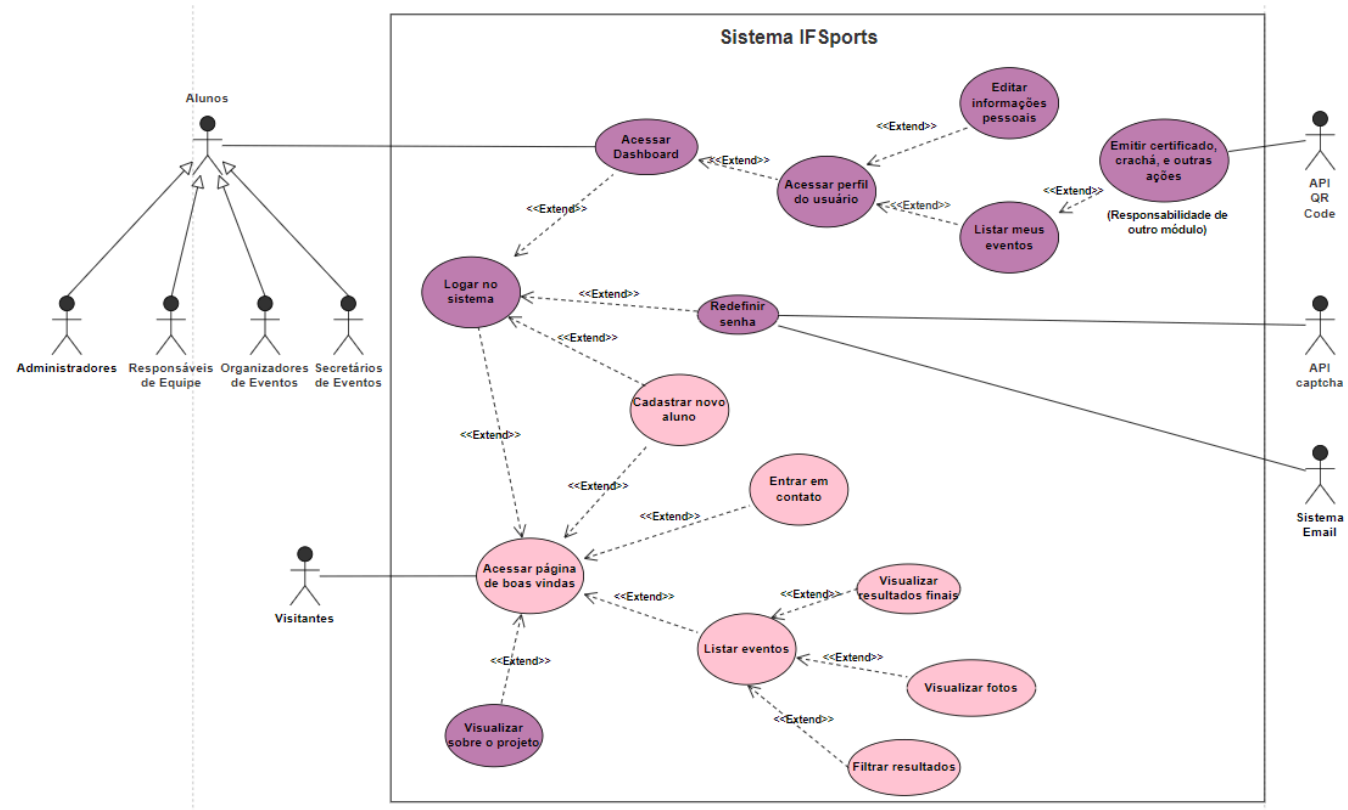 Sistema IFSports
Alunos
Editar
informações
pessoais
<<Extend>>
Acessar
Dashboard
<<Extend>>
Emitir certificado,
crachá, e outras
ações
API
QR
Code
Acessar perfil
do usuário
<<Extend>>
<<Extend>>
(Responsabilidade de
outro módulo)
<<Extend>>
Listar meus
eventos
Logar no
sistema
<<Extend>>
Redefinir
senha
<<Extend>>
Administradores
Responsáveis
de Equipe
Organizadores
de Eventos
Secretários
de Eventos
API
captcha
Cadastrar novo
aluno
<<Extend>>
<<Extend>>
Entrar em
contato
<<Extend>>
Sistema
Email
Acessar página
de boas vindas
Visitantes
<<Extend>>
<<Extend>>
Visualizar
resultados finais
Listar eventos
<<Extend>>
<<Extend>>
Visualizar fotos
<<Extend>>
Visualizar
sobre o projeto
Filtrar resultados